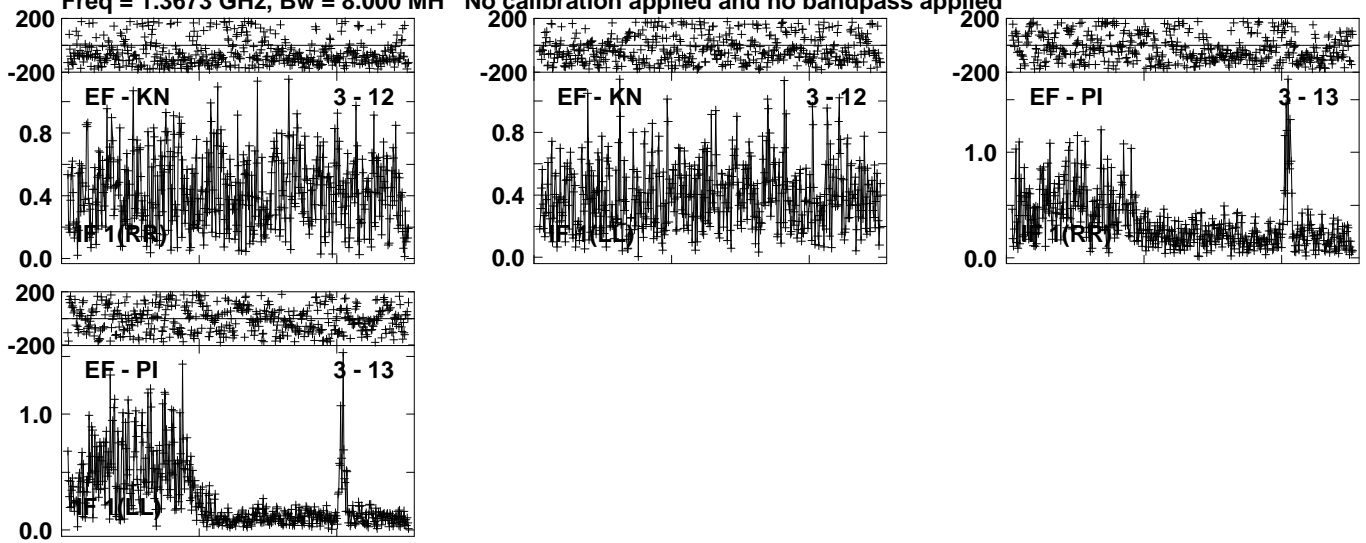 Freq = 1.3673 GHz, Bw = 8.000 MH No calibration applied and no bandpass applied
200
-200
EF - KN 3 - 12
0.8
0.4
IF 1(RR)
0.0
200
-200
EF - KN 3 - 12
0.8
0.4
IF 1(LL)
0.0
200
-200
EF - PI 3 - 13
1.0
IF 1(RR)
0.0
200
-200
EF - PI 3 - 13
1.0
IF 1(LL)
0.0